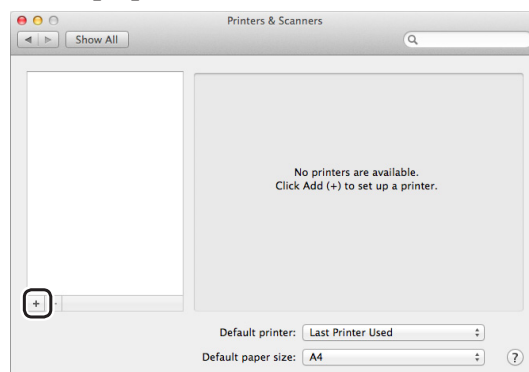 Printers & Scanners
Show All
No printers are available.
Click Add (+) to set up a printer.
+
-
Default printer: Last Printer Used
Default paper size: A4
?